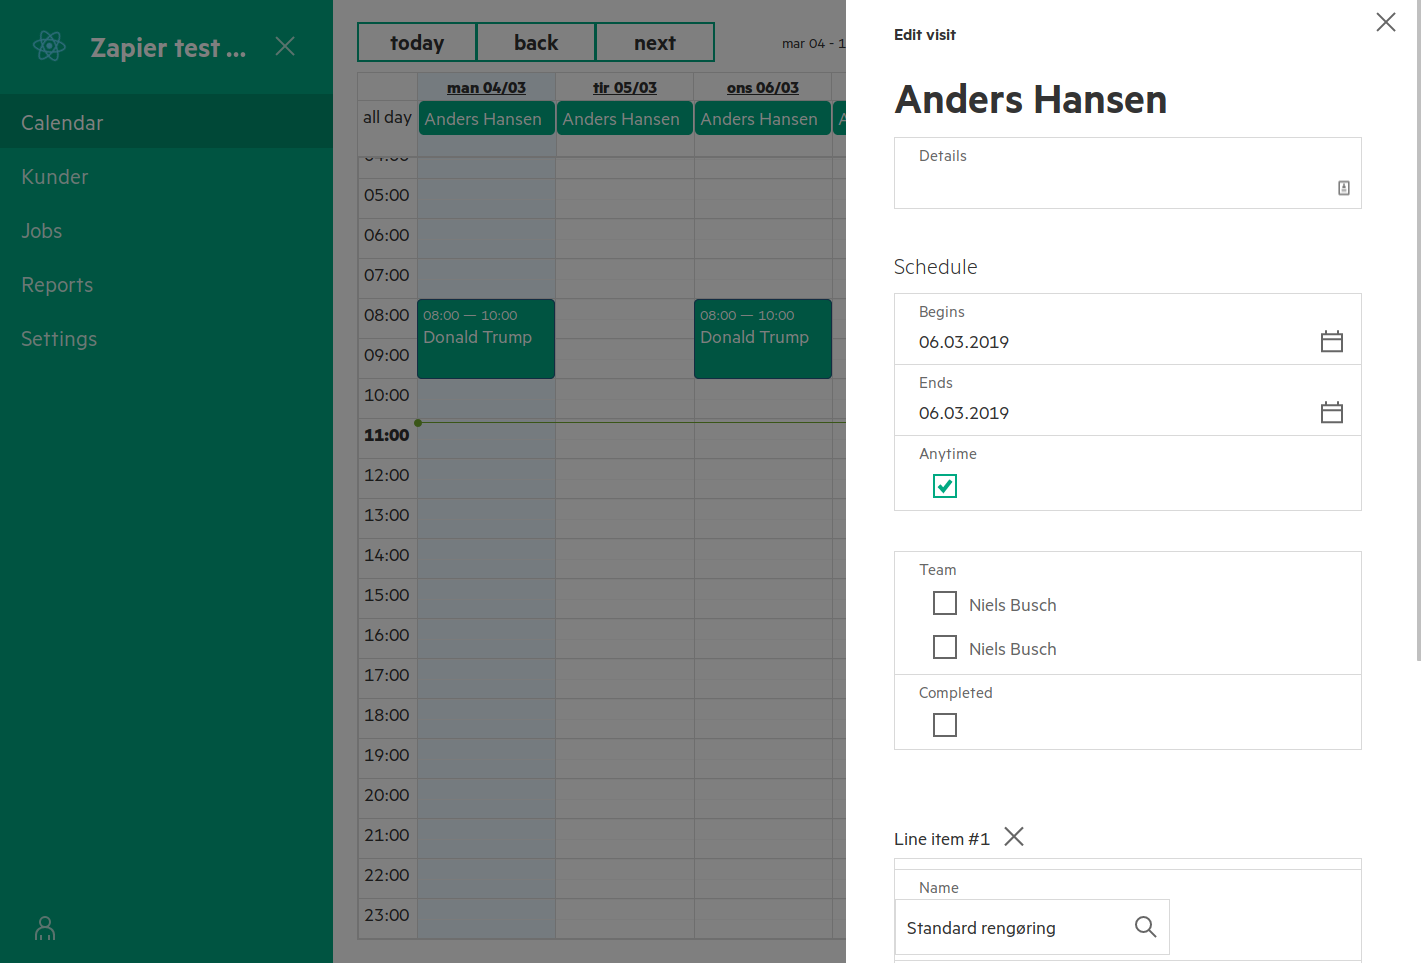 Zapier test ...
Calendar
Kunder
Jobs
Reports
Settings
today back next
mar 04 - 1
man 04/03 tir 05/03 ons 06/03
all day Anders Hansen Anders Hansen Anders Hansen A
04:00
05:00
06:00
07:00
08:00
09:00
10:00
11:00
12:00
13:00
14:00
15:00
16:00
17:00
18:00
19:00
20:00
21:00
22:00
23:00
08:00 — 10:00
Donald Trump
08:00 — 10:00
Donald Trump
Edit visit
Anders Hansen
Details
Schedule
Begins
06.03.2019
Ends
06.03.2019
Anytime
Team
Niels Busch
Niels Busch
Completed
Line item #1
Name
Standard rengøring